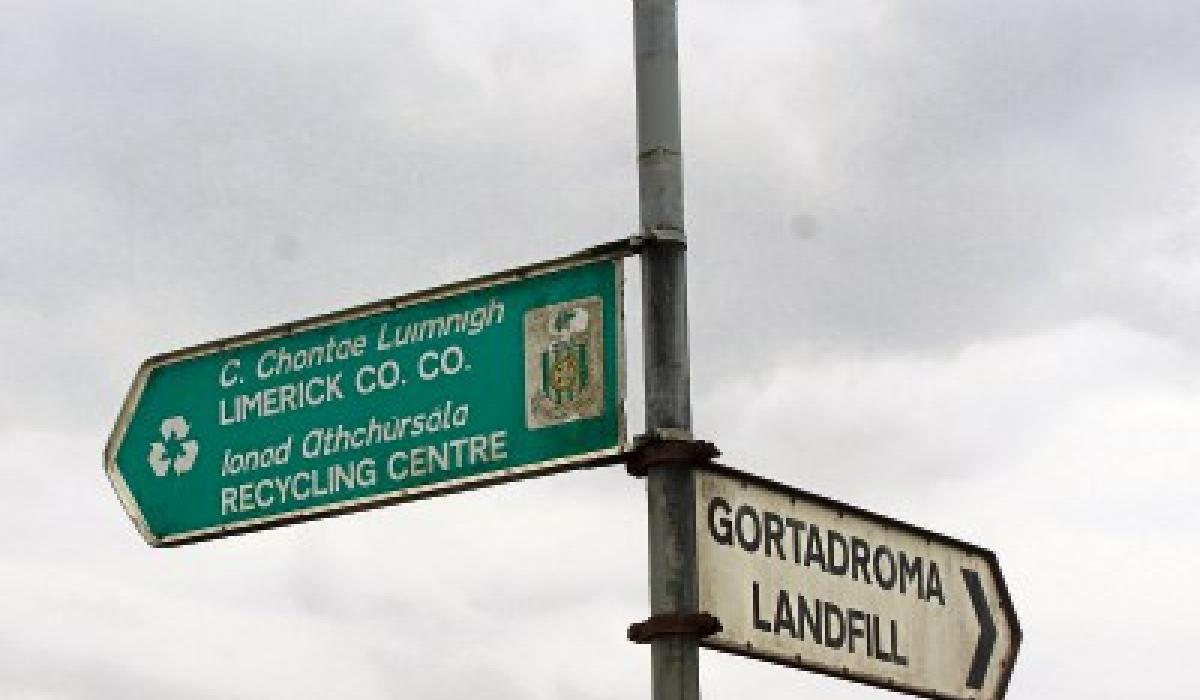 C. Chontae Luimnigh
LIMERICK CO. CO.
Ionad Athchúrsála
RECYCLING CENTRE
GORTADROMA
LANDFILL